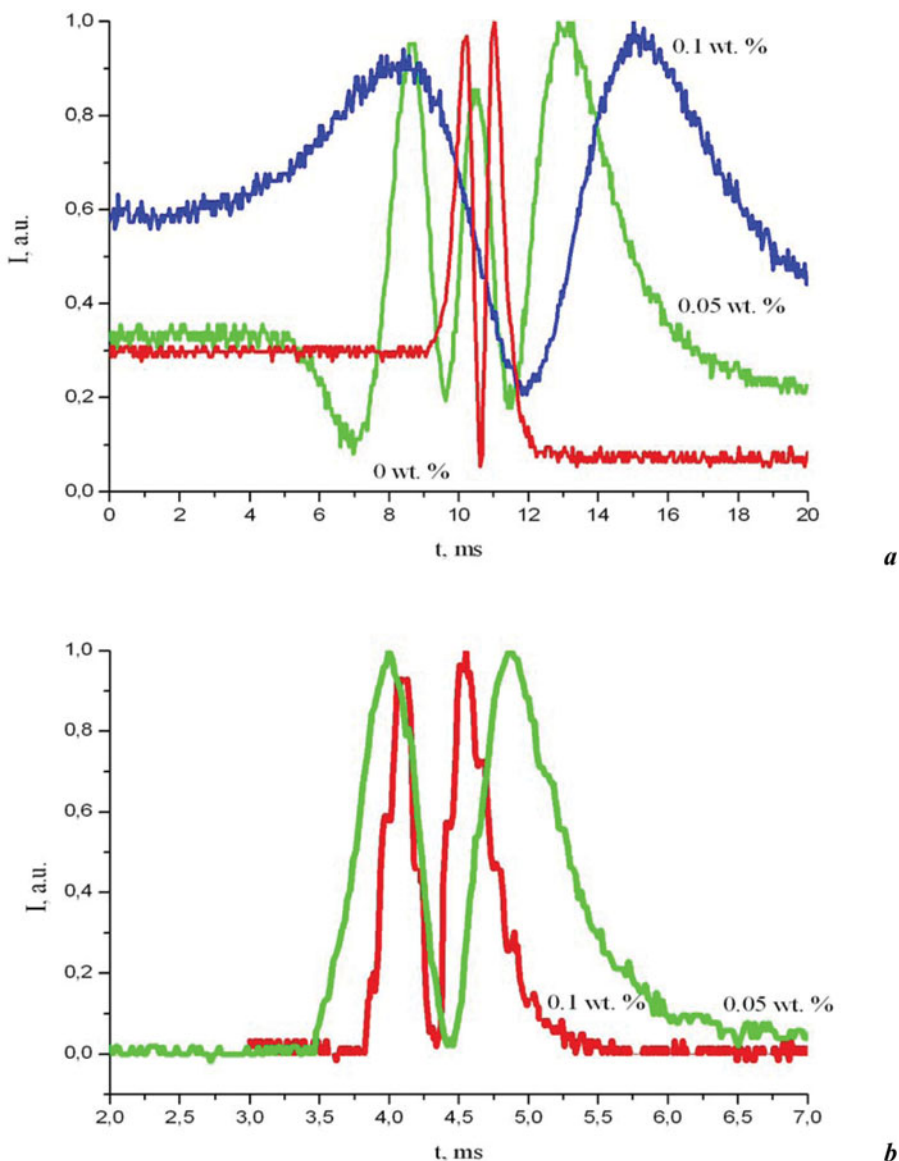 1,0
0.1 wt. %
0,8
0,6
I, a.u.
0,4
0.05 wt. %
0,2
0 wt. %
0,0
0 2 4 6 8 10 12 14 16 18 20
t, ms
a
1,0
0,8
0,6
I, a.u.
0,4
0,2
0.1 wt. % 0.05 wt. %
0,0
2,0 2,5 3,0 3,5 4,0 4,5 5,0 5,5 6,0 6,5 7,0
t, ms
b